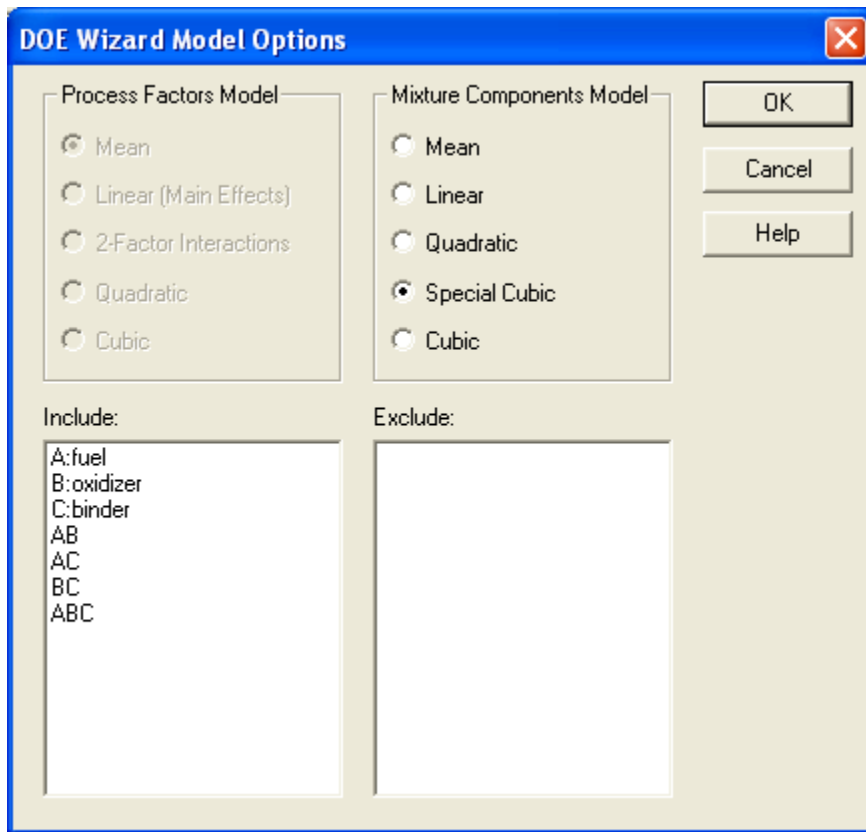 DOE Wizard Model Options
Process Factors Model
Mean
Linear (Main Effects)
2-Factor Interactions
Quadratic
Cubic
Mixture Components Model
Mean
Linear
Quadratic
Special Cubic
Cubic
OK
Cancel
Help
Include:
A:fuel
B:oxidizer
C:binder
AB
AC
BC
ABC
Exclude: